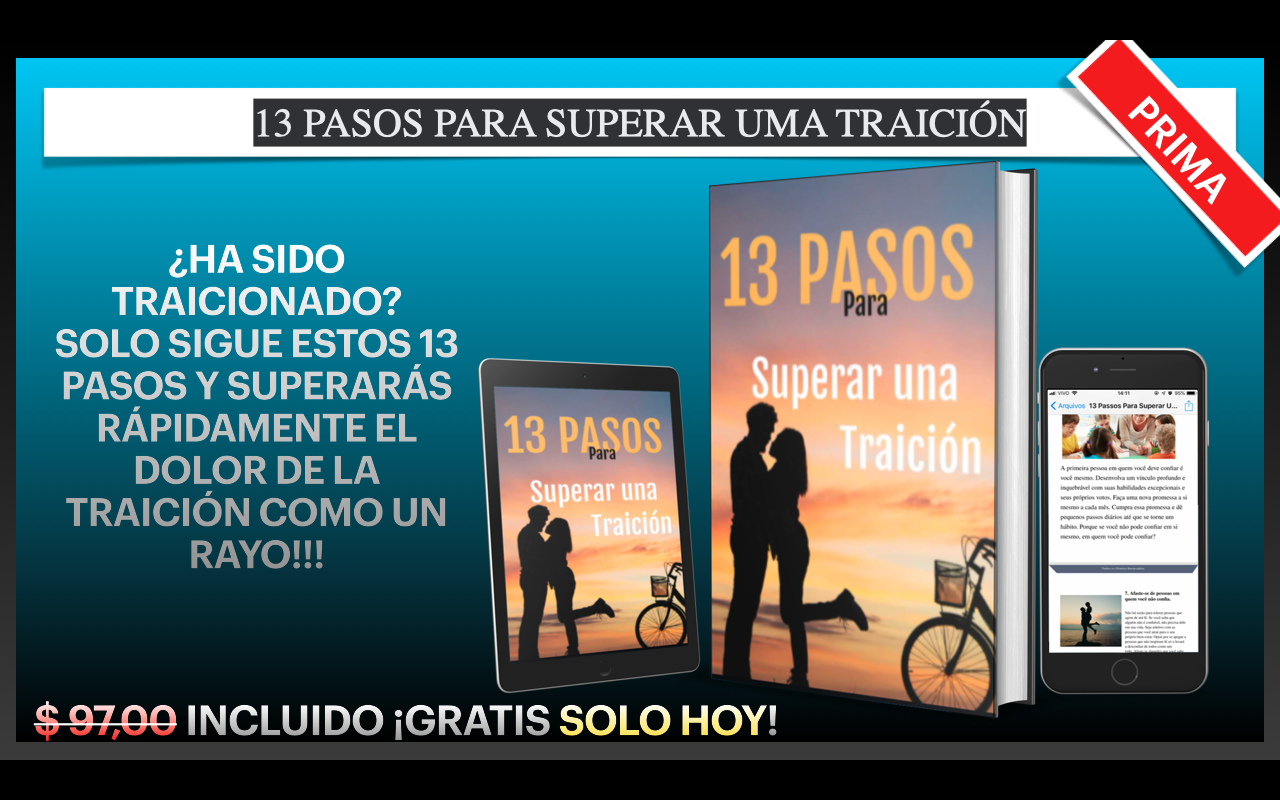 13 PASOS PARA SUPERAR UMA TRAICIÓN
PRIMA
¿HA SIDO
TRAICIONADO?
SOLO SIGUE ESTOS 13
PASOS Y SUPERARÁS
RÁPIDAMENTE EL
DOLOR DE LA
TRAICIÓN COMO UN
RAYO!!!
13 PASOS
Para
Superar una
Traición
13 PASOS
Para
Superar una
Traición
VIVO 14:11 95%
Arquivos 13 Passos Para Superar U...
A primeira pessoa em quem você deve confiar é
você mesmo. Desenvolva um vínculo profundo e
inquebrável com suas habilidades excepcionais e
seus próprios votos. Faça uma nova promessa a si
mesmo a cada mês. Cumpra essa promessa e dê
pequenos passos diários até que se torne um
hábito. Porque se você não pode confiar em si
mesmo, em quem você pode confiar?
7. Afaste-se de pessoas em
quem você não confia.
$ 97,00 INCLUIDO ¡GRATIS SOLO HOY!